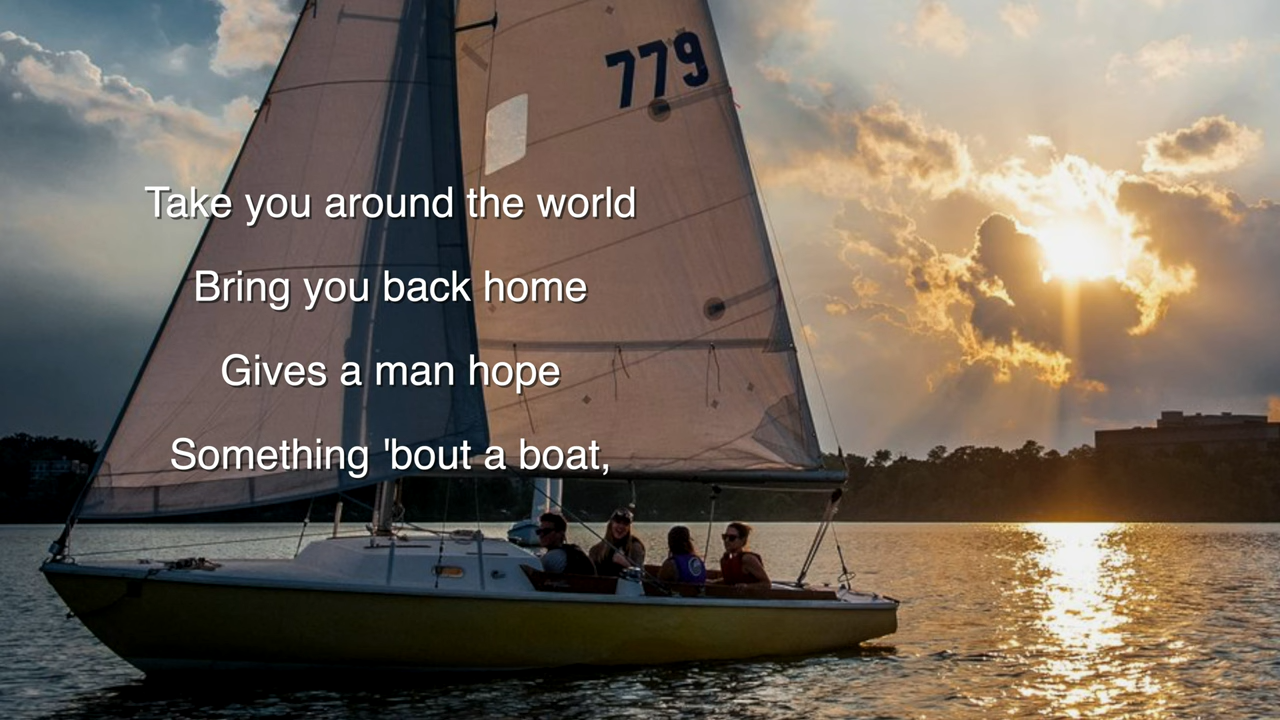 779
Take you around the world
Bring you back home
Gives a man hope
Something 'bout a boat,